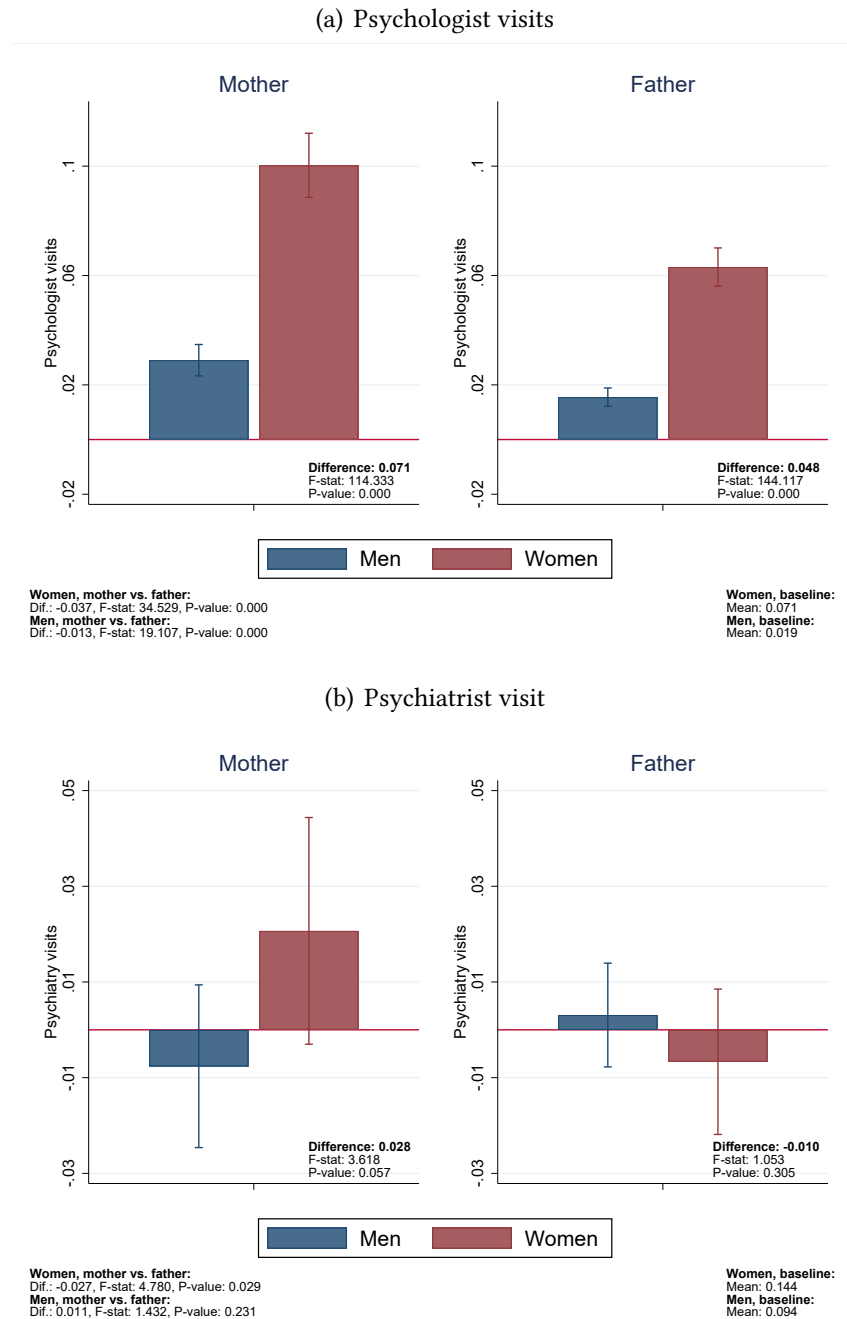 (a) Psychologist visits
Mother
Father
Psychologist visits
.1
.06
.02
-.02
Difference: 0.071
F-stat: 114.333
P-value: 0.000
Psychologist visits
.1
.06
.02
-.02
Difference: 0.048
F-stat: 144.117
P-value: 0.000
Men
Women
Women, mother vs. father:
Dif.: -0.037, F-stat: 34.529, P-value: 0.000
Men, mother vs. father:
Dif.: -0.013, F-stat: 19.107, P-value: 0.000
Women, baseline:
Mean: 0.071
Men, baseline:
Mean: 0.019
(b) Psychiatrist visit
Mother
Father
Psychiatry visits
.05
.03
.01
-.01
-.03
Difference: 0.028
F-stat: 3.618
P-value: 0.057
Psychiatry visits
.05
.03
.01
-.01
-.03
Difference: -0.010
F-stat: 1.053
P-value: 0.305
Men
Women
Women, mother vs. father:
Dif.: -0.027, F-stat: 4.780, P-value: 0.029
Men, mother vs. father:
Dif.: 0.011, F-stat: 1.432, P-value: 0.231
Women, baseline:
Mean: 0.144
Men, baseline:
Mean: 0.094